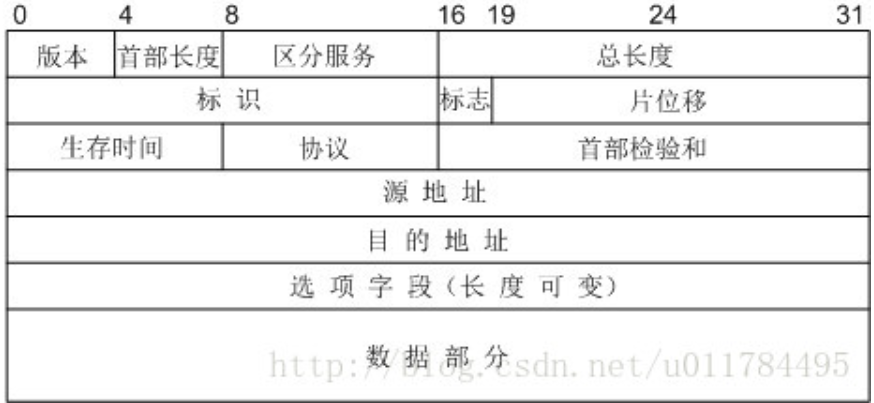 0 4 8 16 19 24 31
版本 首部长度 区分服务 总长度
标 识 标志 片位移
生存时间 协议 首部检验和
源 地 址
目 的 地 址
选 项 字 段 (长 度 可 变)
数 据 部 分
http://blog.csdn.net/u011784495